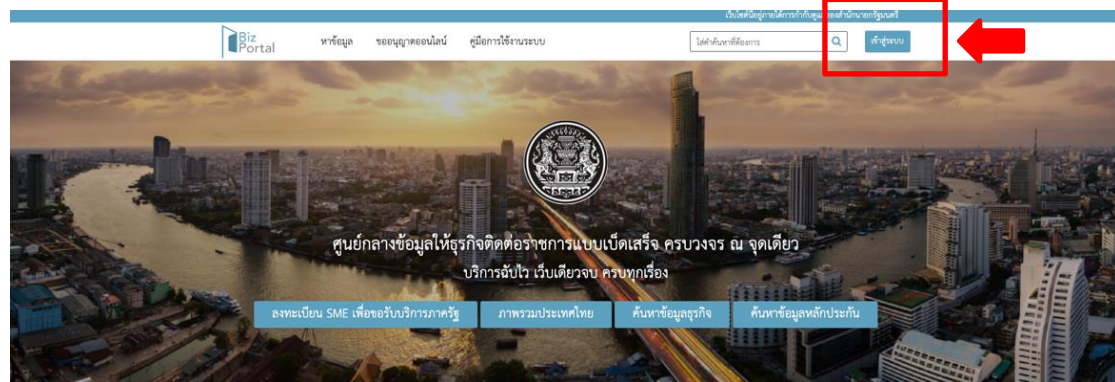 เว็บไซต์นี้อยู่ภายใต้การกำกับดูแลของสำนักนายกรัฐมนตรี
Biz
Portal
หาข้อมูล ขออนุญาตออนไลน์ คู่มือการใช้งานระบบ ใส่คำค้นหาที่ต้องการ เข้าสู่ระบบ
ศูนย์กลางข้อมูลให้ธุรกิจติดต่อราชการแบบเบ็ดเสร็จ ครบวงจร ณ จุดเดียว
บริการฉับไว เว็บเดียวจบ ครบทุกเรื่อง
ลงทะเบียน SME เพื่อขอรับบริการภาครัฐ ภาพรวมประเทศไทย ค้นหาข้อมูลธุรกิจ ค้นหาข้อมูลหลักประกัน